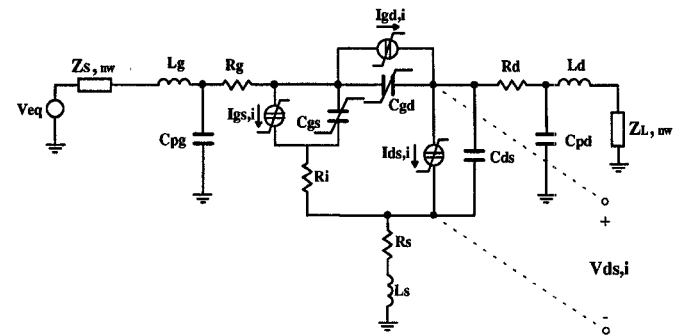 Igd,i
ZS, nw
Lg
Rg
Rd
Ld
Veq
Igs,i
Cgs
Cgd
Cpg
Ids,i
Cds
Cpd
ZL, nw
Ri
+
Rs
Vds,i
Ls
-